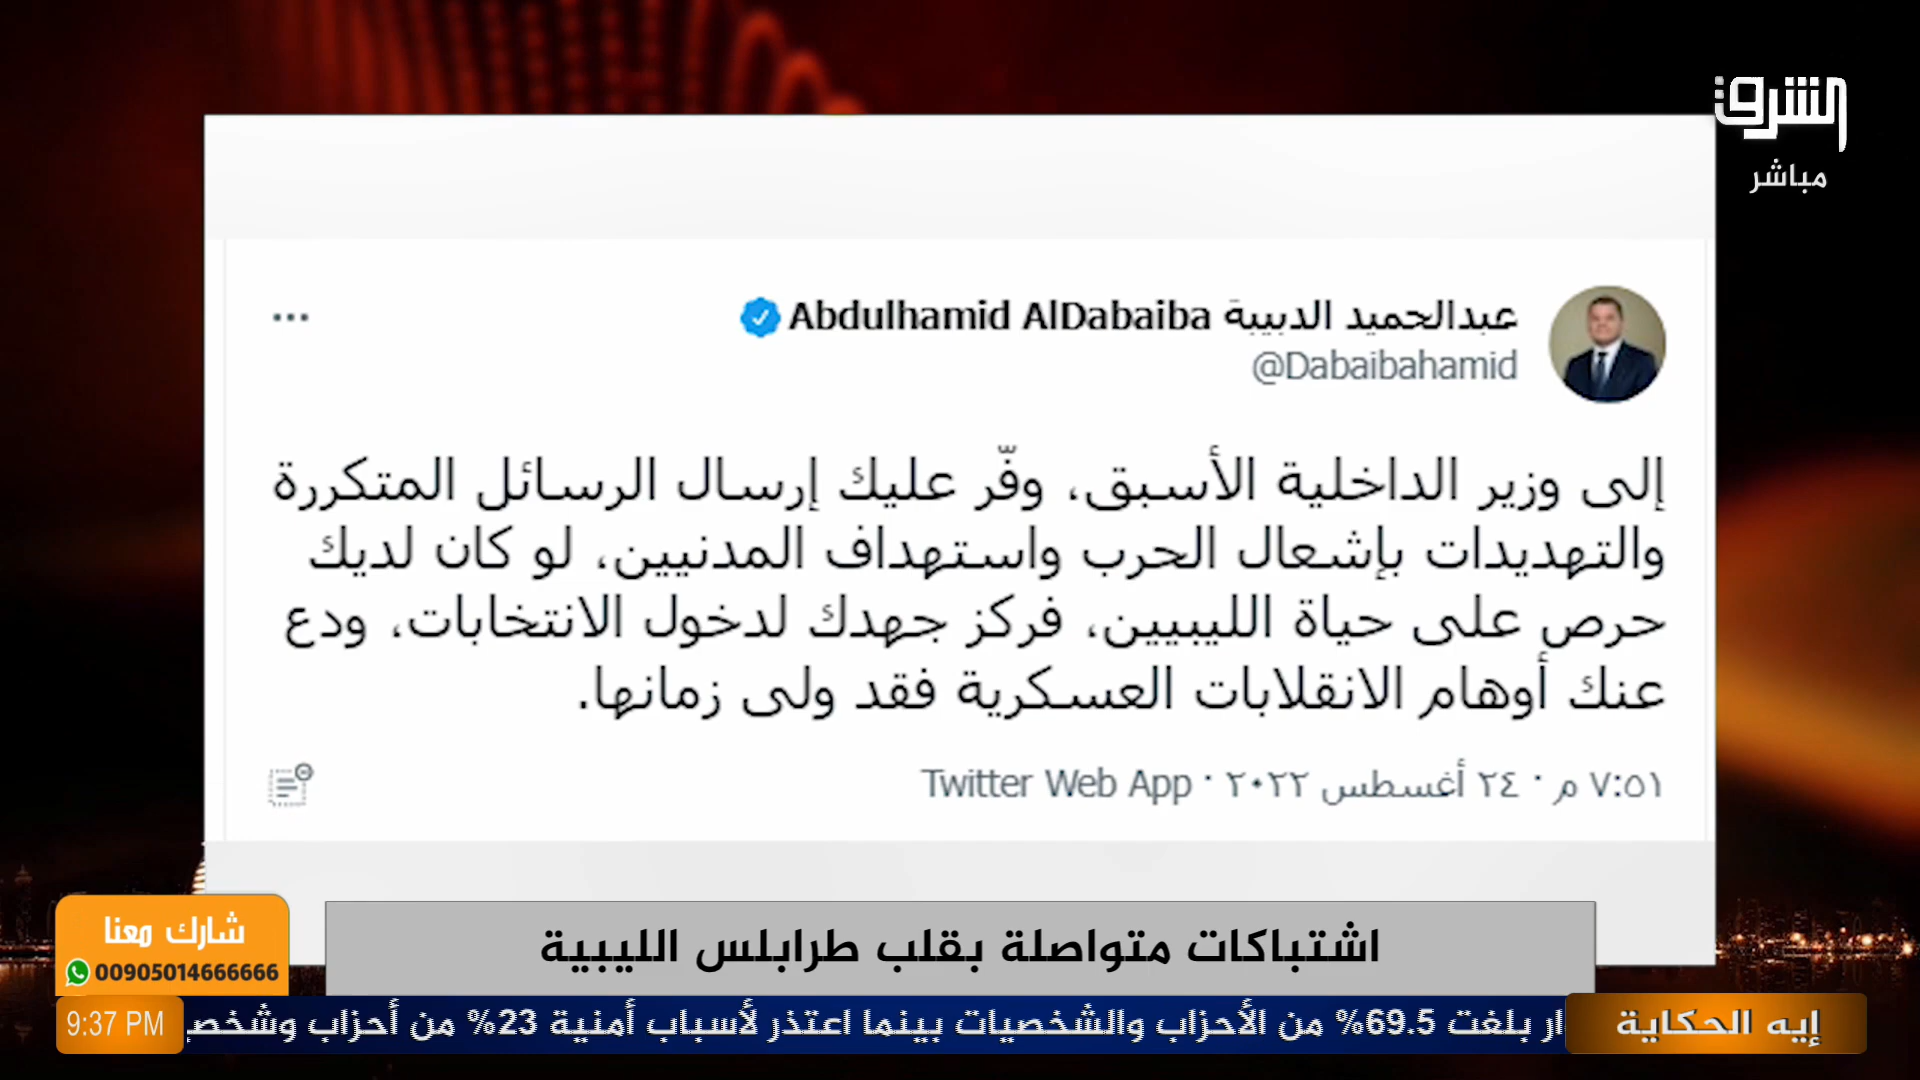 الشرق
مباشر
عبدالحميد الدبيبة Abdulhamid AlDabaiba
@Dabaibahamid
إلى وزير الداخلية الأسبق، وفّر عليك إرسال الرسائل المتكررة
والتهديدات بإشعال الحرب واستهداف المدنيين، لو كان لديك
حرص على حياة الليبيين، فركز جهدك لدخول الانتخابات، ودع
عنك أوهام الانقلابات العسكرية فقد ولى زمانها.
٧:٥١ م · ٢٤ أغسطس ٢٠٢٢ · Twitter Web App
اشتباكات متواصلة بقلب طرابلس الليبية
شارك معنا
00905014666666
إيه الحكاية
ار بلغت 69.5% من الأحزاب والشخصيات بينما اعتذر لأسباب أمنية 23% من أحزاب وشخصي
9:37 PM